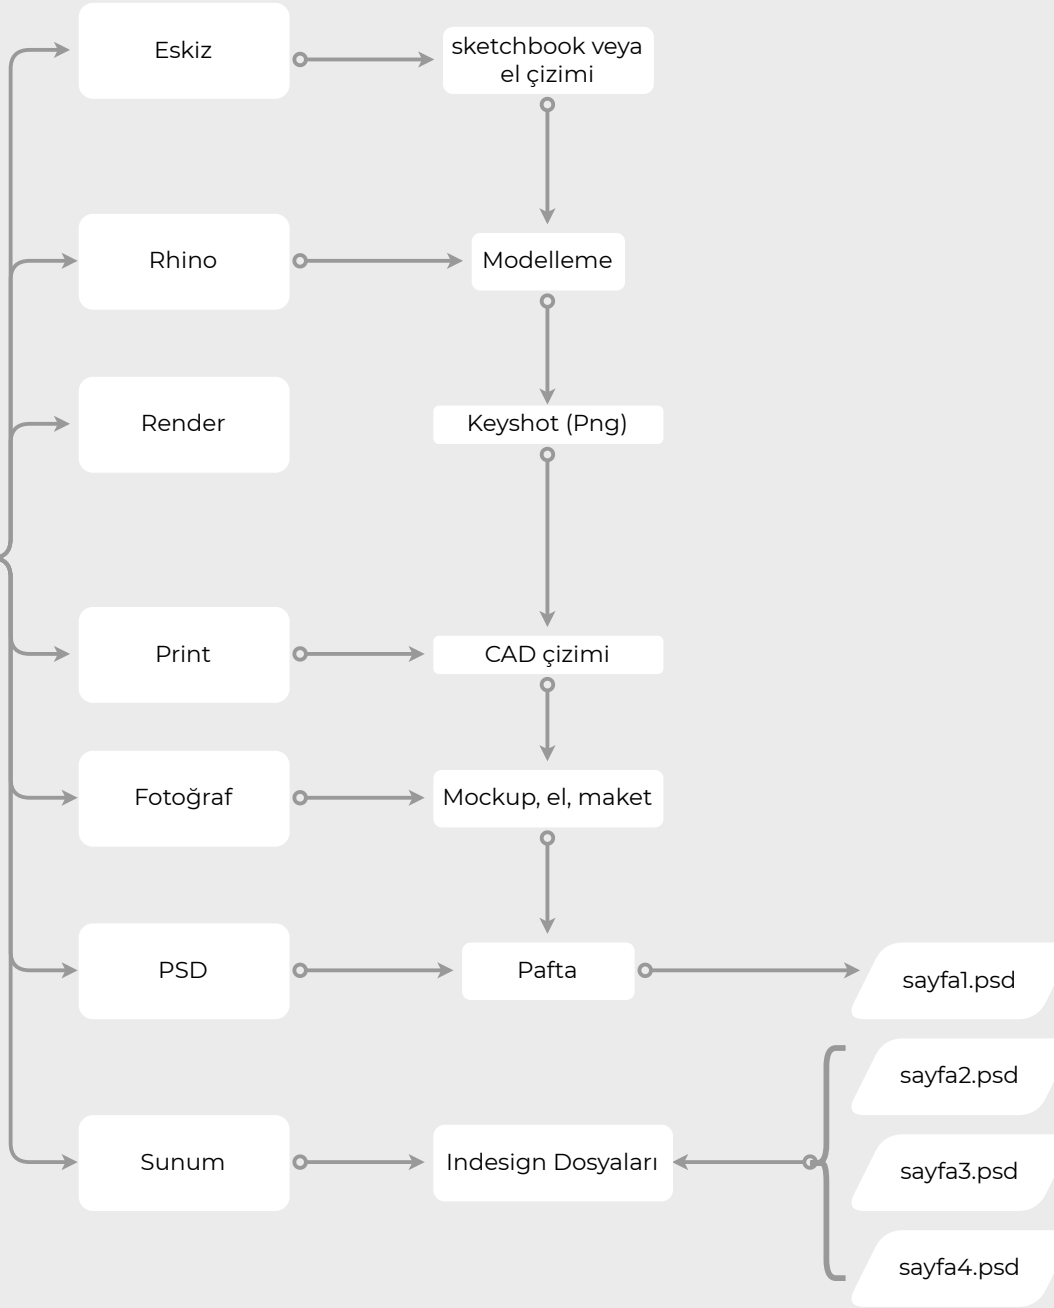 Eskiz
sketchbook veya
el çizimi
Rhino
Modelleme
Render
Keyshot (Png)
Print
CAD çizimi
Fotoğraf
Mockup, el, maket
PSD
Pafta
sayfa1.psd
sayfa2.psd
Sunum
Indesign Dosyaları
sayfa3.psd
sayfa4.psd